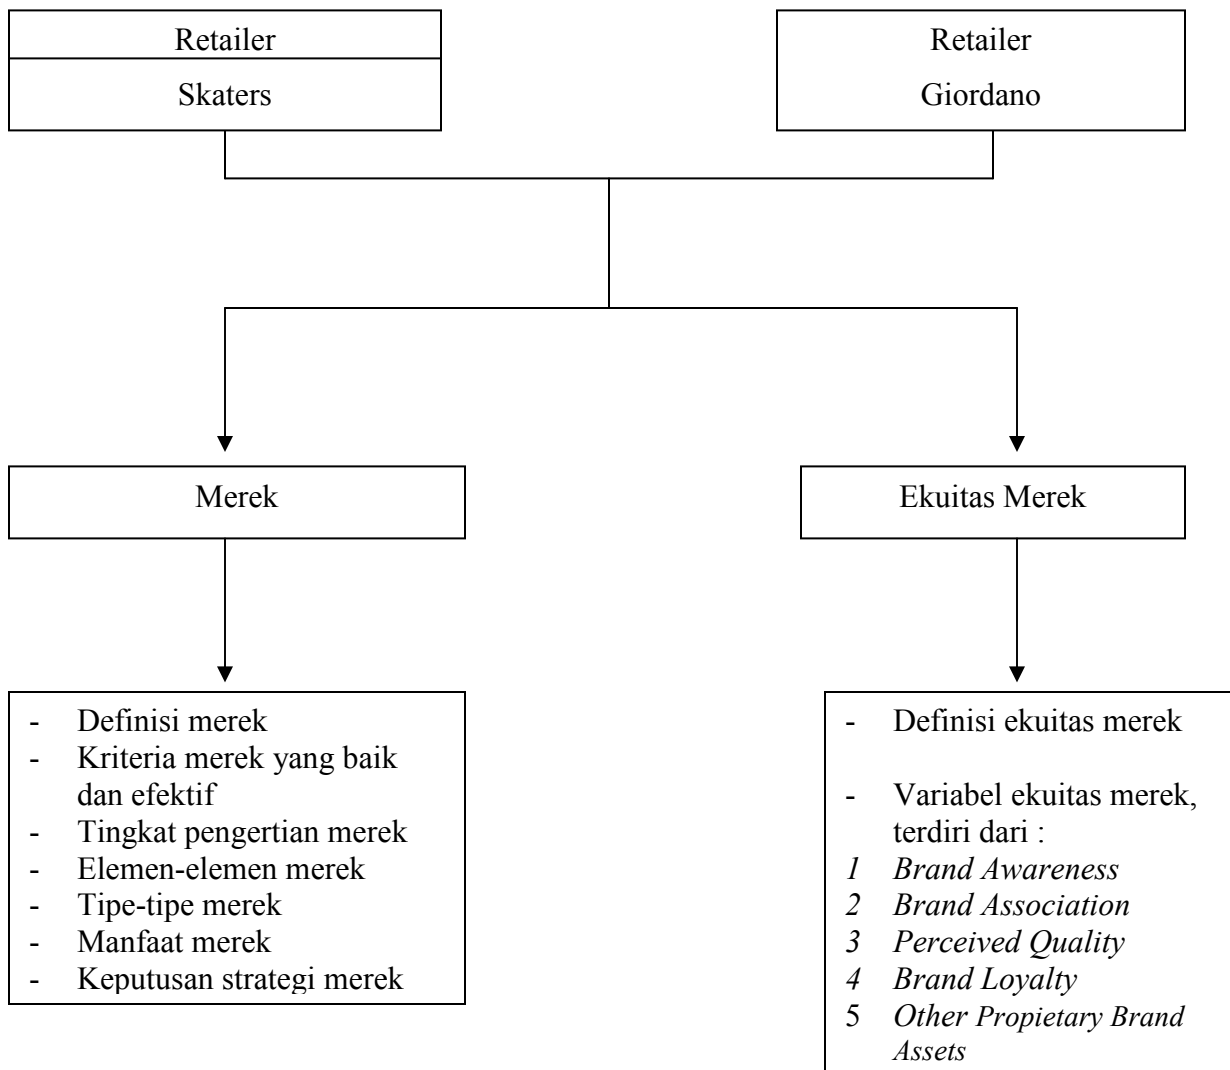 Retailer
Skaters
Retailer
Giordano
Merek
Ekuitas Merek
- Definisi merek
- Kriteria merek yang baik
dan efektif
- Tingkat pengertian merek
- Elemen-elemen merek
- Tipe-tipe merek
- Manfaat merek
- Keputusan strategi merek
- Definisi ekuitas merek
- Variabel ekuitas merek,
terdiri dari :
1 Brand Awareness
2 Brand Association
3 Perceived Quality
4 Brand Loyalty
5 Other Propietary Brand
Assets